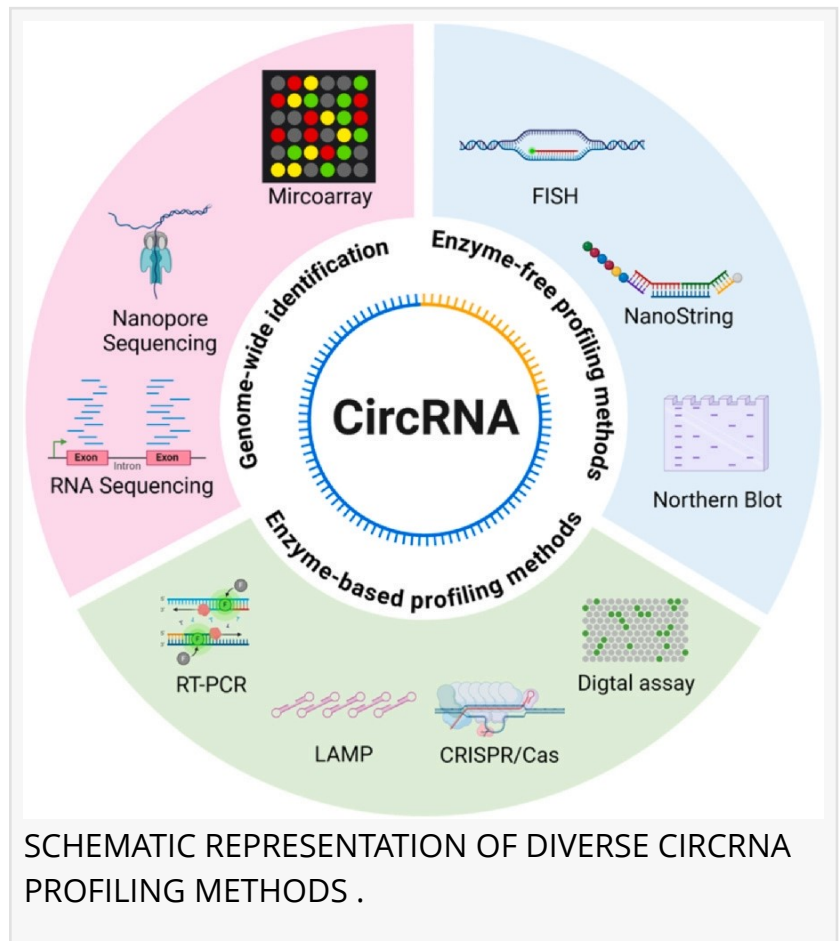 Mircoarray
Nanopore
Sequencing
Exon
Intron
Exon
RNA Sequencing
Genome-wide identification
FISH
NanoString
Northern Blot
Enzyme-free profiling methods
CircRNA
Enzyme-based profiling methods
F
F
RT-PCR
LAMP
CRISPR/Cas
Digtal assay
SCHEMATIC REPRESENTATION OF DIVERSE CIRCRNA
PROFILING METHODS .